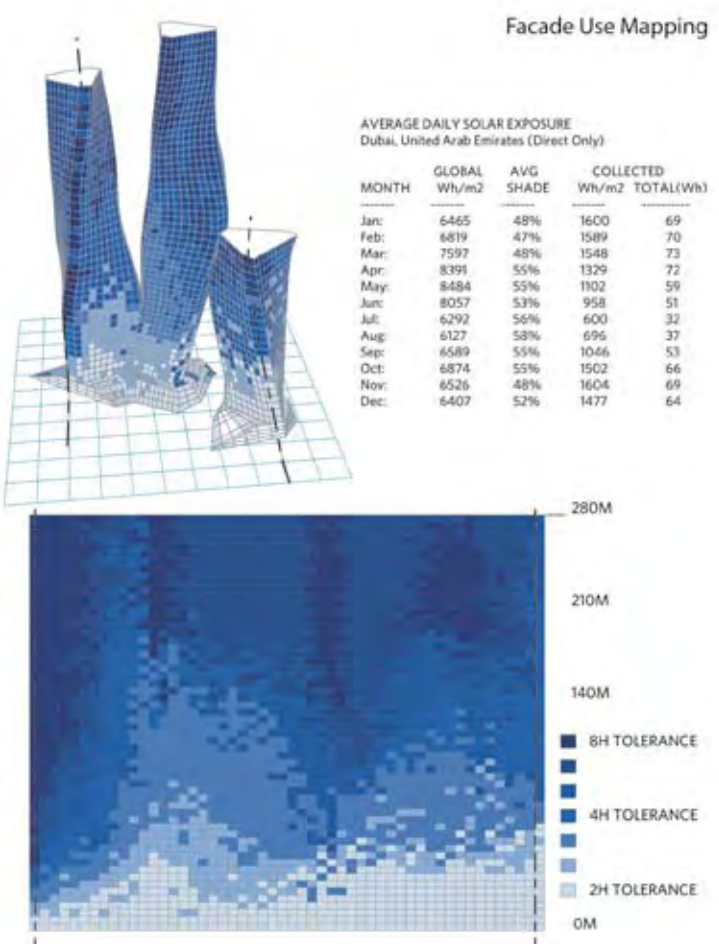 Facade Use Mapping
AVERAGE DAILY SOLAR EXPOSURE
Dubai, United Arab Emirates (Direct Only)
GLOBAL AVG COLLECTED
MONTH Wh/m2 SHADE Wh/m2 TOTAL(Wh)
-------- -------- -------- -------- -----------
Jan: 6465 48% 1600 69
Feb: 6819 47% 1589 70
Mar: 7597 48% 1548 73
Apr: 8391 55% 1329 72
May: 8484 55% 1102 59
Jun: 8057 53% 958 51
Jul: 6292 56% 600 32
Aug: 6127 58% 696 37
Sep: 6589 55% 1046 53
Oct: 6874 55% 1502 66
Nov: 6526 48% 1604 69
Dec: 6407 52% 1477 64
280M
210M
140M
8H TOLERANCE
4H TOLERANCE
2H TOLERANCE
0M